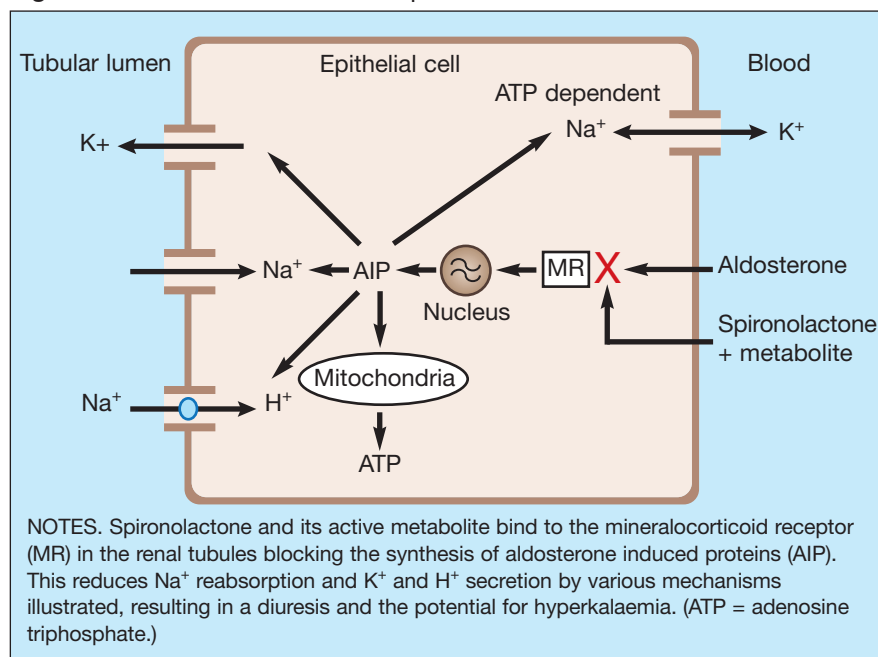 Tubular lumen
Epithelial cell
Blood
ATP dependent
K+
Na⁺
K⁺
Na⁺
AIP
Nucleus
MR
X
Aldosterone
Spironolactone
+ metabolite
Mitochondria
Na⁺
H⁺
ATP
NOTES. Spironolactone and its active metabolite bind to the mineralocorticoid receptor
(MR) in the renal tubules blocking the synthesis of aldosterone induced proteins (AIP).
This reduces Na⁺ reabsorption and K⁺ and H⁺ secretion by various mechanisms
illustrated, resulting in a diuresis and the potential for hyperkalaemia. (ATP = adenosine
triphosphate.)